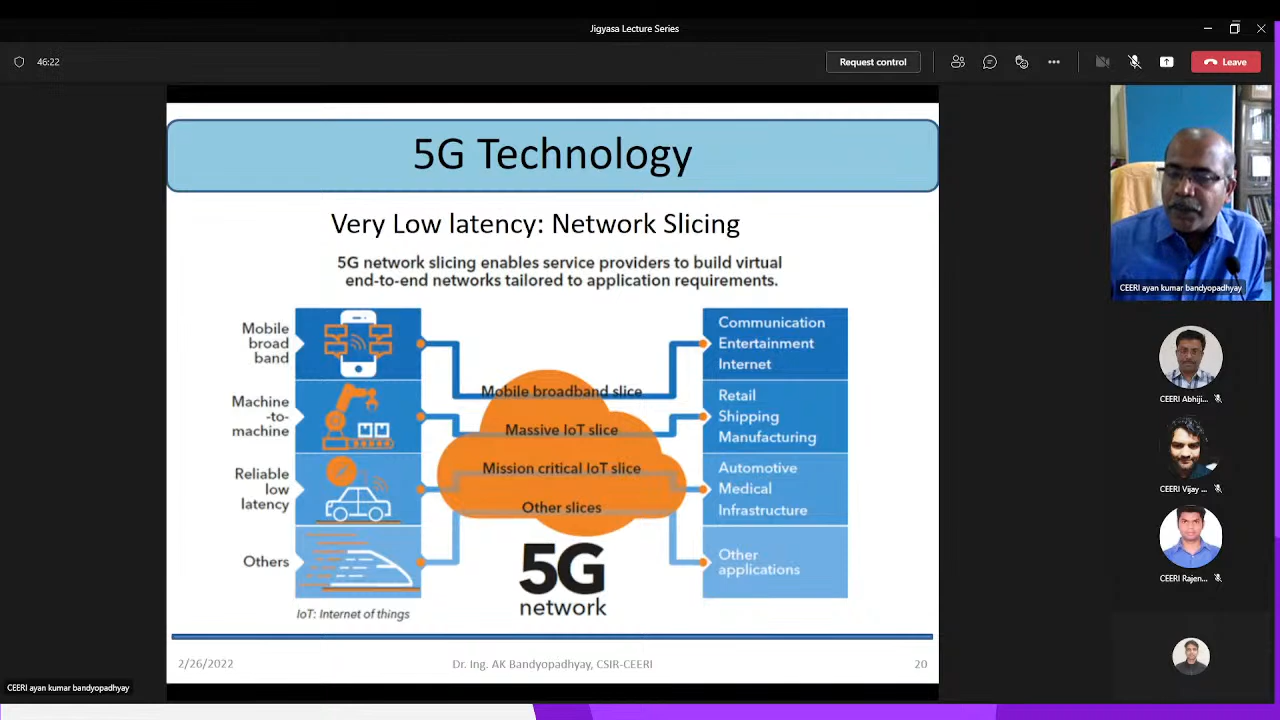 Jigyasa Lecture Series
46:22
Request control
Leave
5G Technology
Very Low latency: Network Slicing
5G network slicing enables service providers to build virtual
end-to-end networks tailored to application requirements.
Mobile
broad
band
Machine
-to-
machine
Reliable
low
latency
Others
Mobile broadband slice
Massive IoT slice
Mission critical IoT slice
Other slices
5G
network
Communication
Entertainment
Internet
Retail
Shipping
Manufacturing
Automotive
Medical
Infrastructure
Other
applications
IoT: Internet of things
2/26/2022
Dr. Ing. AK Bandyopadhyay, CSIR-CEERI
20
CEERI ayan kumar bandyopadhyay
CEERI Abhiji...
CEERI Vijay ...
CEERI Rajen...
CEERI ayan kumar bandyopadhyay